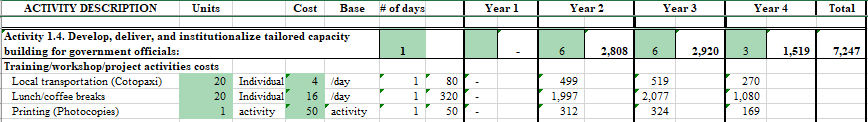 ACTIVITY DESCRIPTION Units Cost Base # of days Year 1 Year 2 Year 3 Year 4 Total
Activity 1.4. Develop, deliver, and institutionalize tailored capacity
building for government officials: 1 - 6 2,808 6 2,920 3 1,519 7,247
Training/workshop/project activities costs
Local transportation (Cotopaxi) 20 Individual 4 /day 1 80 - 499 519 270
Lunch/coffee breaks 20 Individual 16 /day 1 320 - 1,997 2,077 1,080
Printing (Photocopies) 1 activity 50 activity 1 50 - 312 324 169